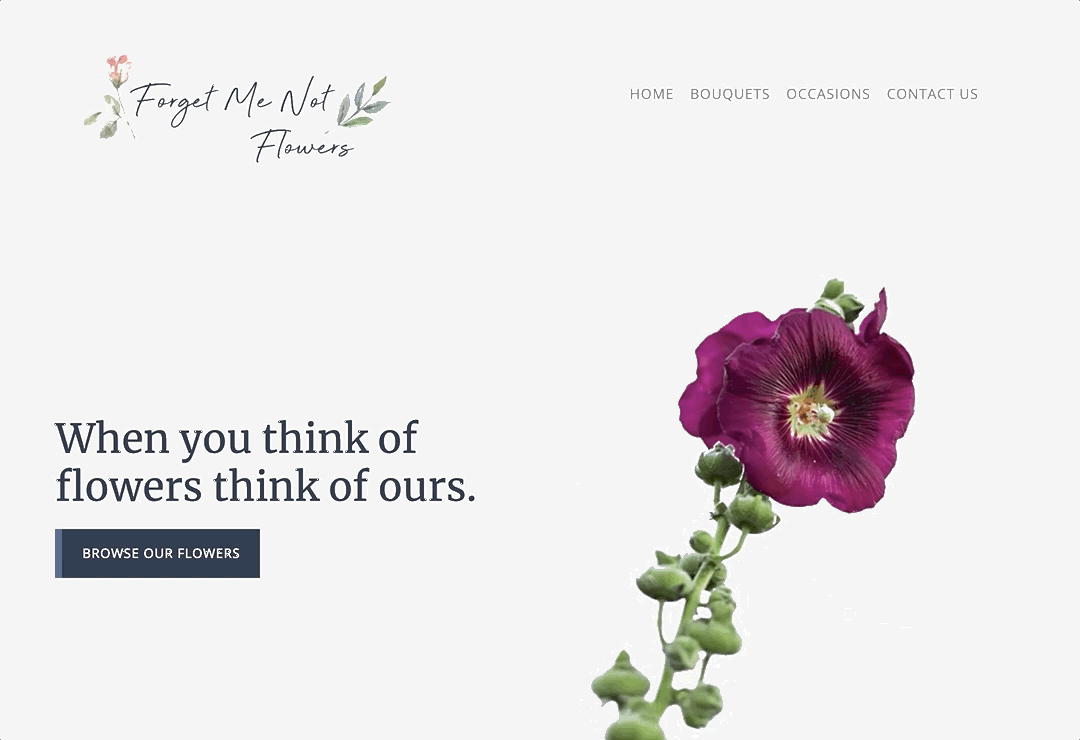 Forget Me Not
Flowers
HOME BOUQUETS OCCASIONS CONTACT US
When you think of
flowers think of ours.
BROWSE OUR FLOWERS